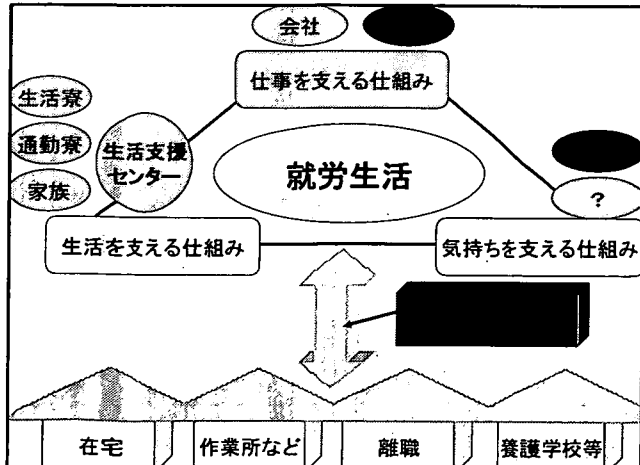 会社
仕事を支える仕組み
生活寮
通勤寮
家族
生活支援
センター
就労生活
?
生活を支える仕組み
気持ちを支える仕組み
在宅
作業所など
離職
養護学校等